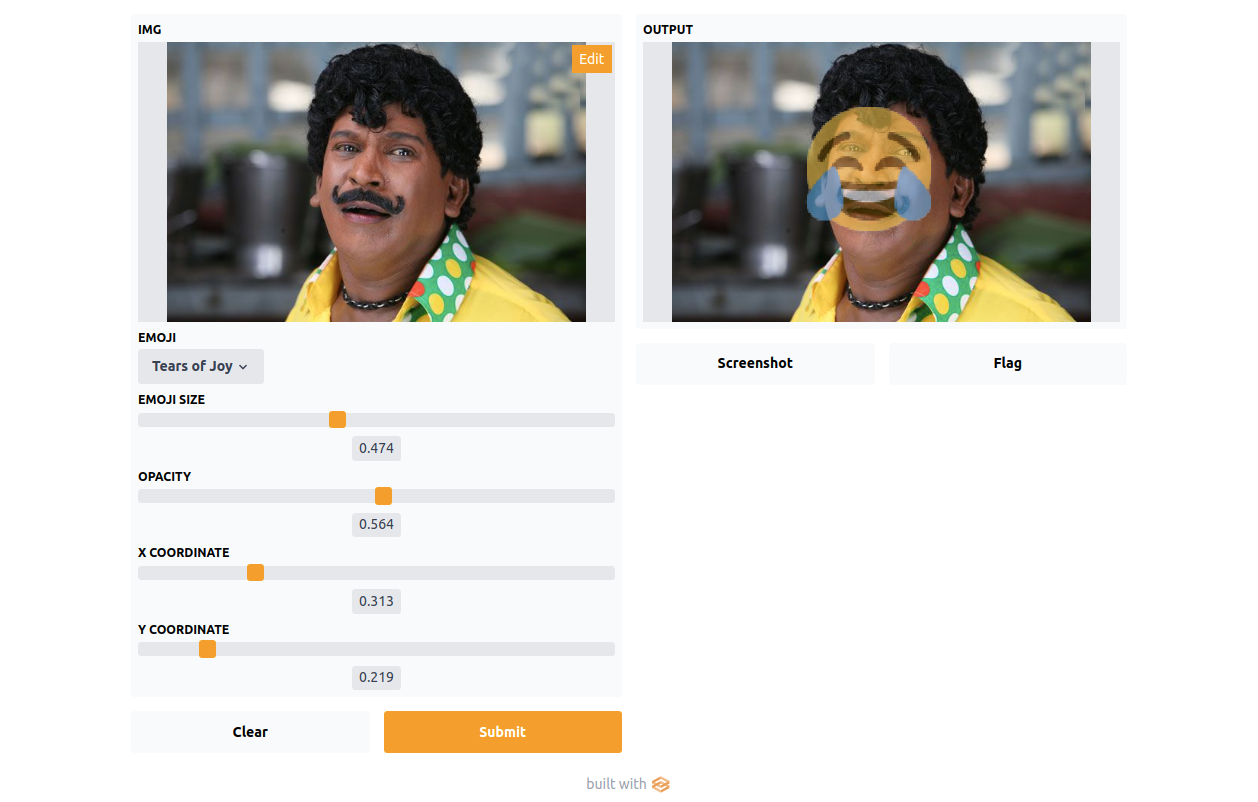 IMG
Edit
EMOJI
Tears of Joy
EMOJI SIZE
0.474
OPACITY
0.564
X COORDINATE
0.313
Y COORDINATE
0.219
Clear
Submit
OUTPUT
Screenshot
Flag
built with